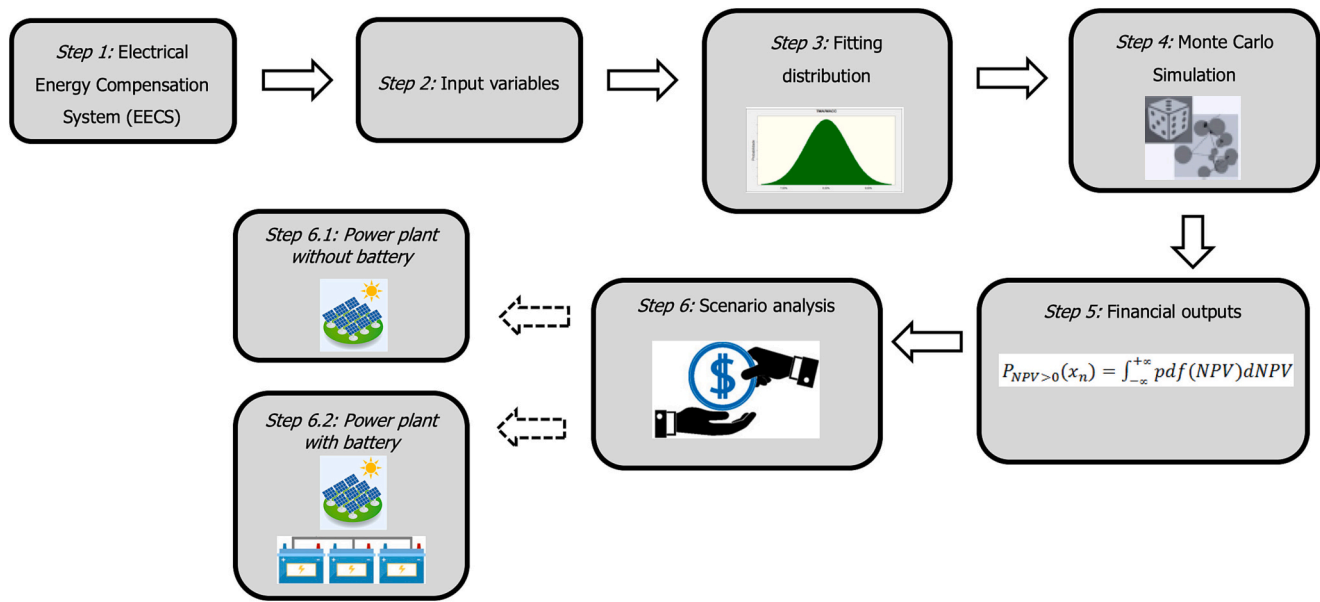 Step 1: Electrical
Energy Compensation
System (EECS)
Step 2: Input variables
Step 3: Fitting
distribution
Step 4: Monte Carlo
Simulation
Step 5: Financial outputs
P_{NPV>0}(x_n) = ∫_{-∞}^{+∞} pdf(NPV)dNPV
Step 6: Scenario analysis
Step 6.1: Power plant
without battery
Step 6.2: Power plant
with battery